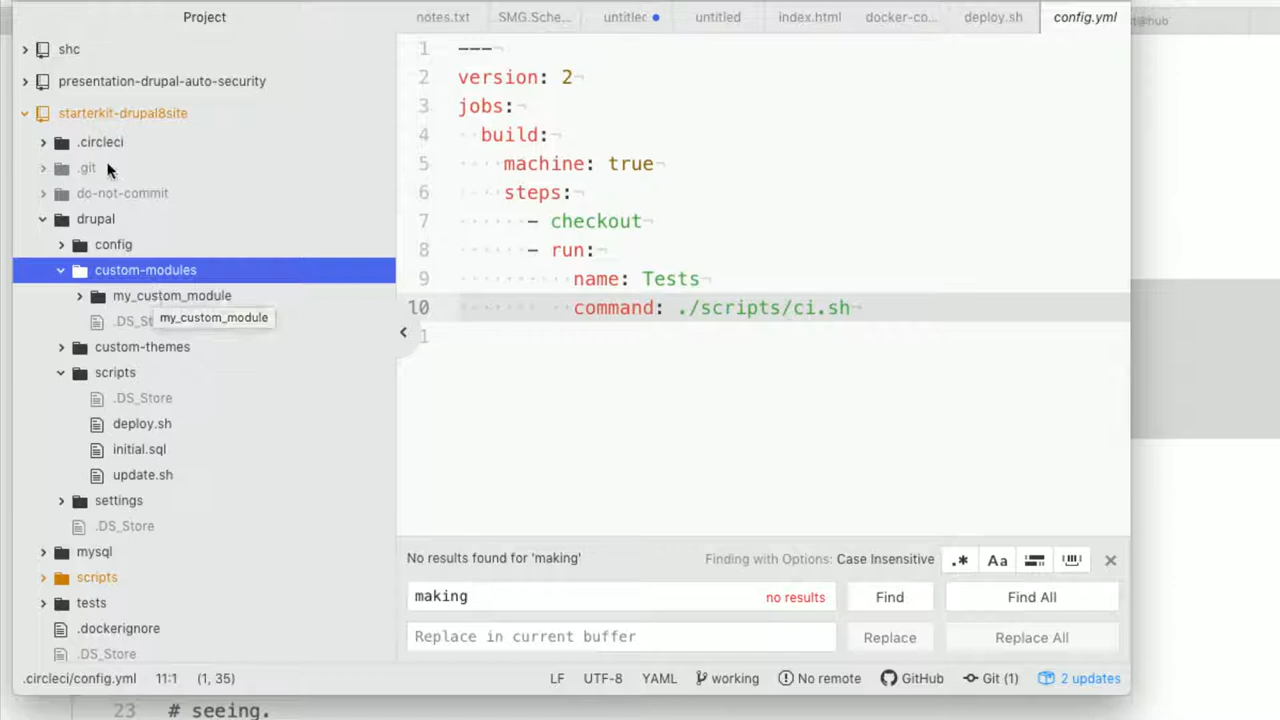 Project
notes.txt SMG.Sche... untitlec untitled index.html docker-co... deploy.sh config.yml
shc
presentation-drupal-auto-security
starterkit-drupal8site
.circleci
.git
do-not-commit
drupal
config
custom-modules
my_custom_module
.DS_St
my_custom_module
custom-themes
scripts
.DS_Store
deploy.sh
initial.sql
update.sh
settings
.DS_Store
mysql
scripts
tests
.dockerignore
.DS_Store
1 ---
2 version: 2
3 jobs:
4 build:
5 machine: true
6 steps:
7 - checkout
8 - run:
9 name: Tests
10 command: ./scripts/ci.sh
1
No results found for 'making' Finding with Options: Case Insensitive .* Aa
making no results Find Find All
Replace in current buffer Replace Replace All
.circleci/config.yml 11:1 (1, 35) LF UTF-8 YAML working No remote GitHub Git (1) 2 updates
23 # seeing.